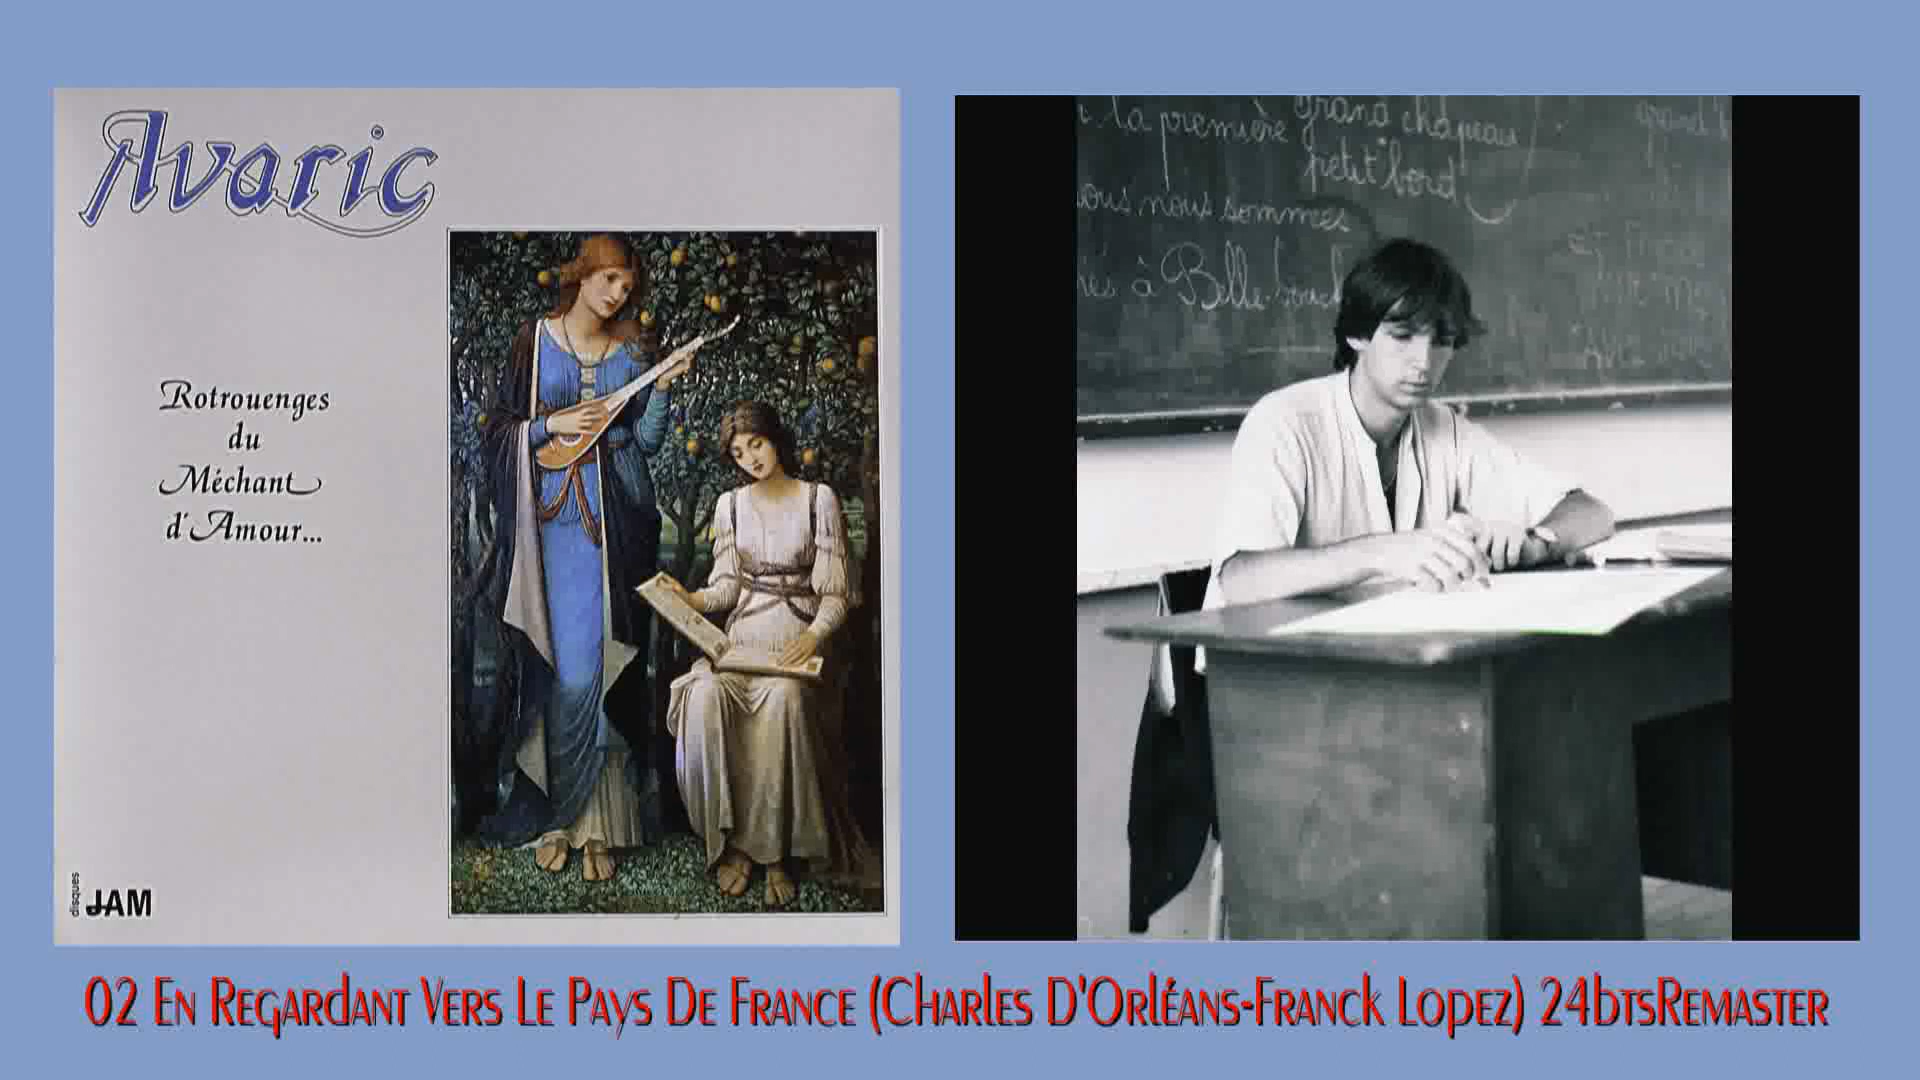 Avaric
Rotrouenges
du
Méchant
d'Amour...
disques
JAM
la première grand chapeau
petit bord
nous sommes
à Belle
02 En Regardant Vers Le Pays De France (Charles D'Orléans-Franck Lopez) 24btsRemaster